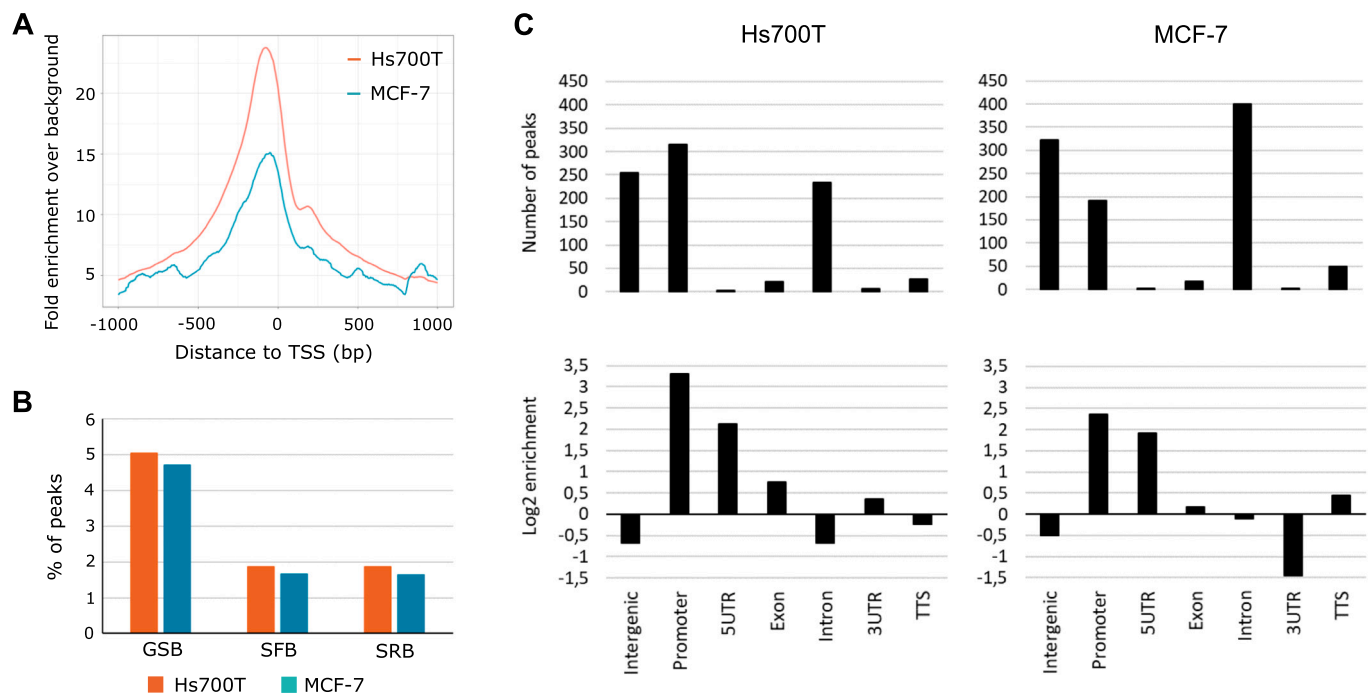 A
Fold enrichment over background
20
15
10
5
-1000
-500
0
500
1000
Distance to TSS (bp)
Hs700T
MCF-7
B
% of peaks
6
5
4
3
2
1
0
GSB
SFB
SRB
Hs700T
MCF-7
C
Hs700T
MCF-7
Number of peaks
450
400
350
300
250
200
150
100
50
0
450
400
350
300
250
200
150
100
50
0
Log2 enrichment
3,5
3
2,5
2
1,5
1
0,5
0
-0,5
-1
-1,5
3,5
3
2,5
2
1,5
1
0,5
0
-0,5
-1
-1,5
Intergenic
Promoter
5UTR
Exon
Intron
3UTR
TTS
Intergenic
Promoter
5UTR
Exon
Intron
3UTR
TTS